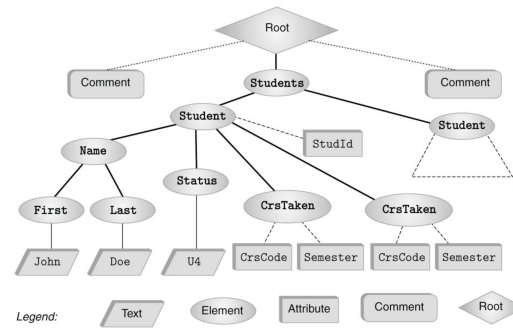 Root
Comment
Students
Comment
Student
Student
StudId
Name
Status
CrsTaken
CrsTaken
First
Last
John
Doe
U4
CrsCode
Semester
CrsCode
Semester
Legend:
Text
Element
Attribute
Comment
Root